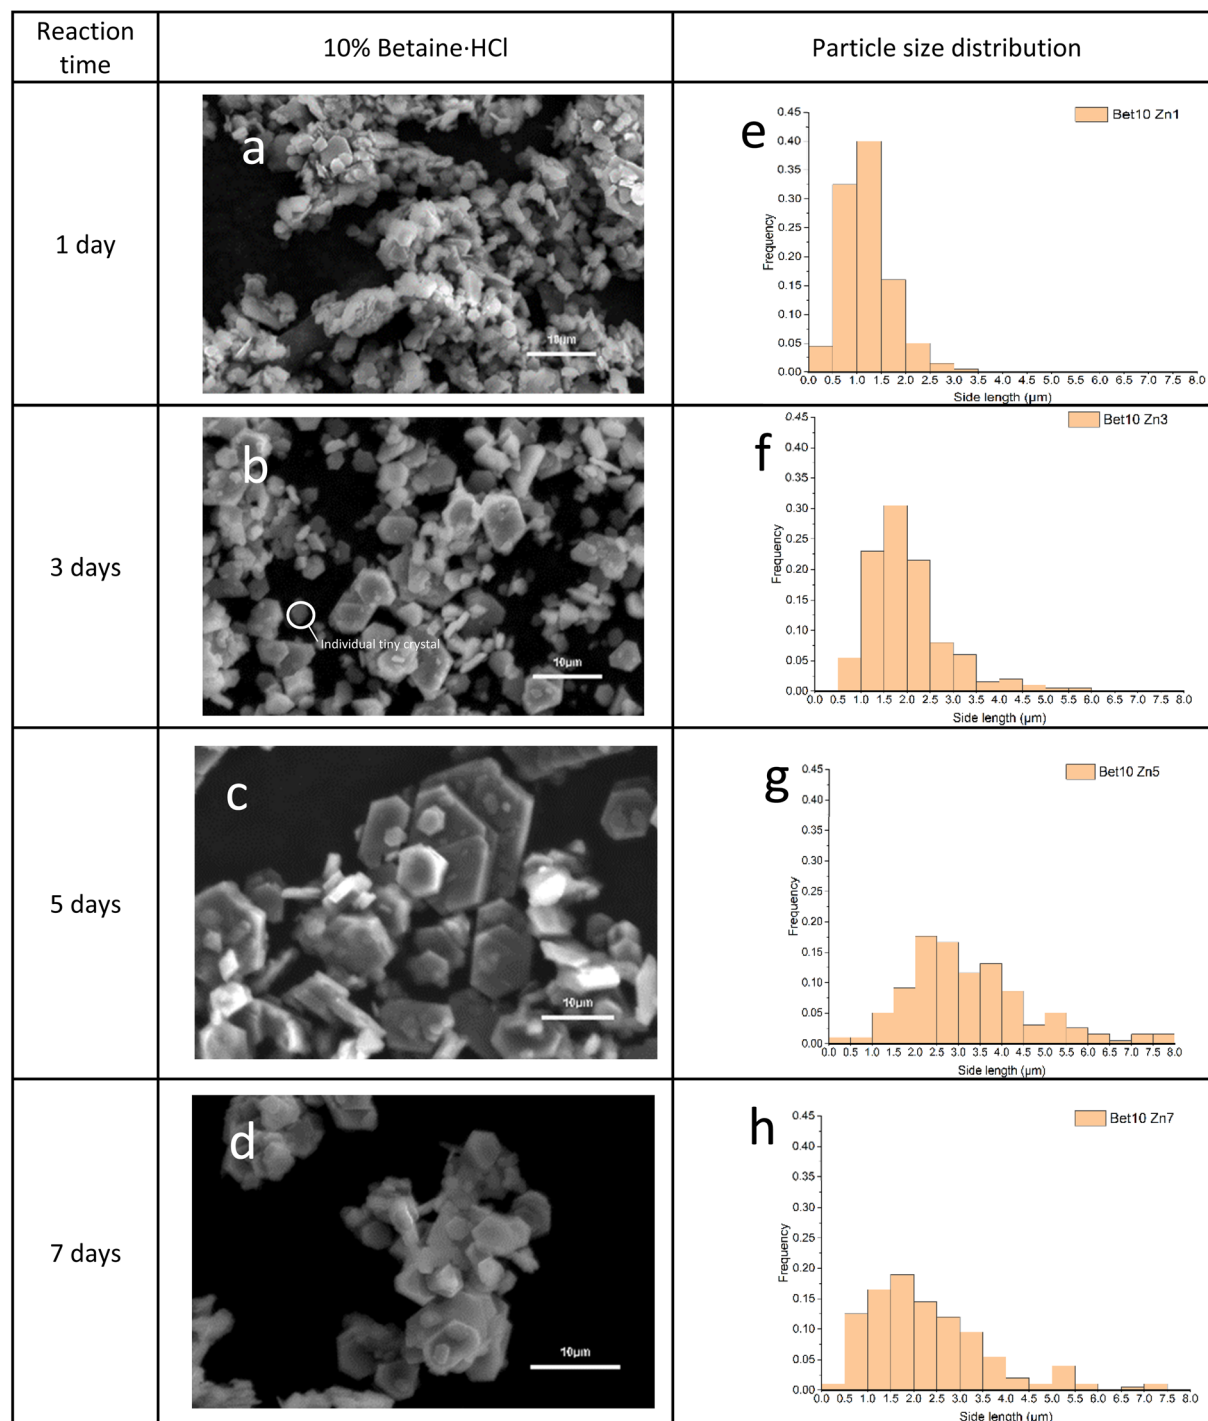 Reaction
time
10% Betaine·HCl
Particle size distribution
1 day
a
10µm
e
Bet10 Zn1
Frequency
0.45
0.40
0.35
0.30
0.25
0.20
0.15
0.10
0.05
0.00
0.0 0.5 1.0 1.5 2.0 2.5 3.0 3.5 4.0 4.5 5.0 5.5 6.0 6.5 7.0 7.5 8.0
Side length (µm)
3 days
b
Individual tiny crystal
10µm
f
Bet10 Zn3
Frequency
0.45
0.40
0.35
0.30
0.25
0.20
0.15
0.10
0.05
0.00
0.0 0.5 1.0 1.5 2.0 2.5 3.0 3.5 4.0 4.5 5.0 5.5 6.0 6.5 7.0 7.5 8.0
Side length (µm)
5 days
c
10µm
g
Bet10 Zn5
Frequency
0.45
0.40
0.35
0.30
0.25
0.20
0.15
0.10
0.05
0.00
0.0 0.5 1.0 1.5 2.0 2.5 3.0 3.5 4.0 4.5 5.0 5.5 6.0 6.5 7.0 7.5 8.0
Side length (µm)
7 days
d
10µm
h
Bet10 Zn7
Frequency
0.45
0.40
0.35
0.30
0.25
0.20
0.15
0.10
0.05
0.00
0.0 0.5 1.0 1.5 2.0 2.5 3.0 3.5 4.0 4.5 5.0 5.5 6.0 6.5 7.0 7.5 8.0
Side length (µm)